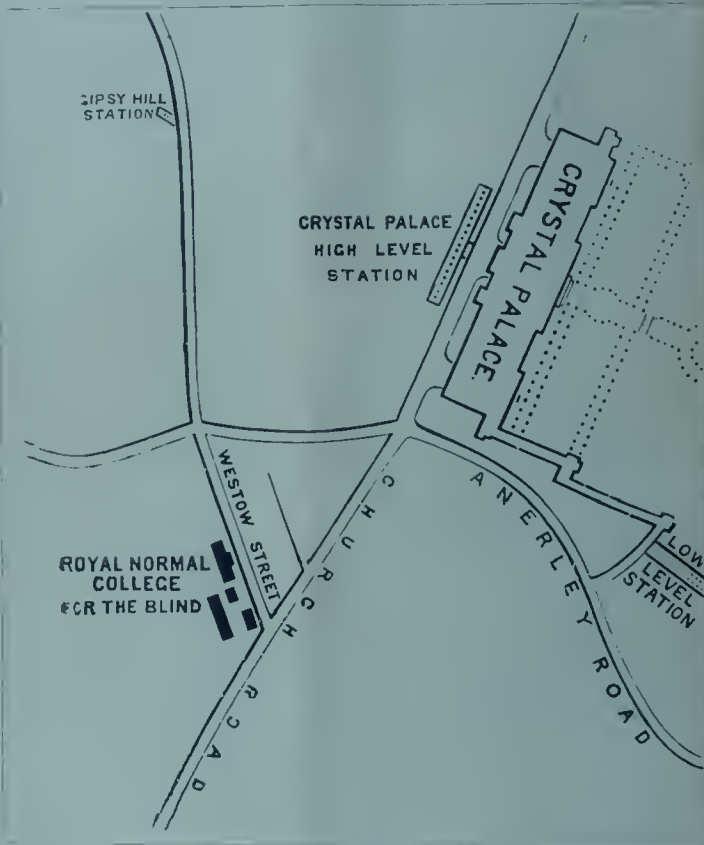 GIPSY HILL
STATION
CRYSTAL PALACE
HIGH LEVEL
STATION
CRYSTAL PALACE.
WESTOW STREET
CHURCH ROAD
ANERLEY ROAD
LOW
LEVEL
STATION
ROYAL NORMAL
COLLEGE
FOR THE BLIND